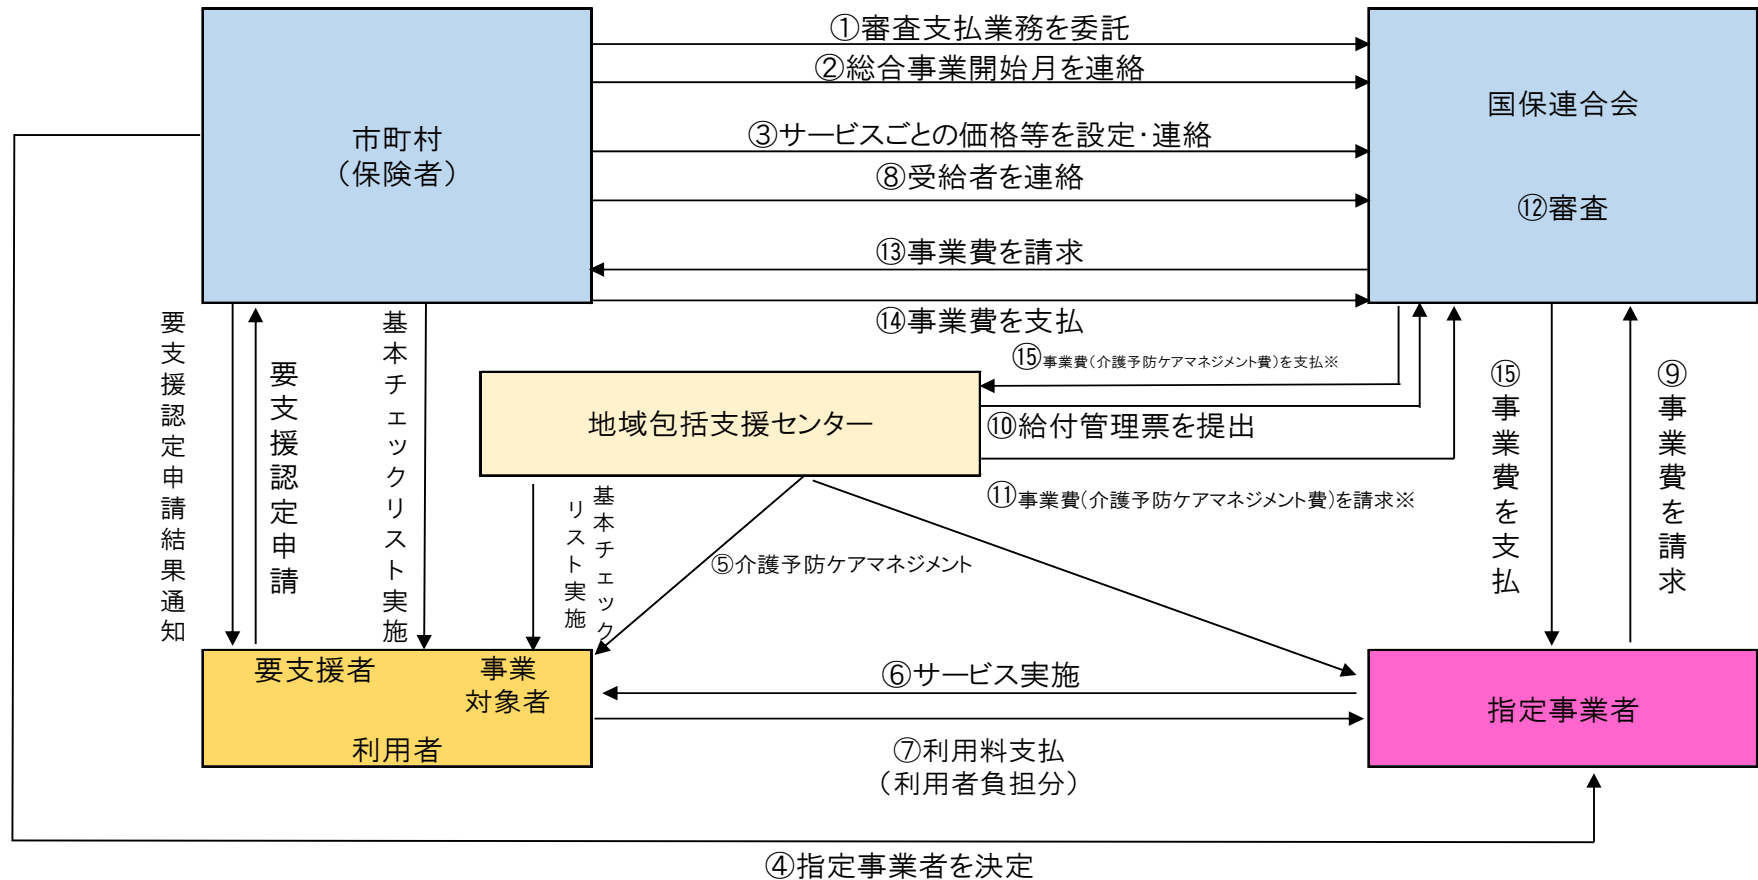 ①審査支払業務を委託
②総合事業開始月を連絡
市町村
（保険者）
国保連合会
③サービスごとの価格等を設定・連絡
⑧受給者を連絡
⑫審査
⑬事業費を請求
⑭事業費を支払
⑮事業費（介護予防ケアマネジメント費）を支払※
地域包括支援センター
⑩給付管理票を提出
⑪事業費（介護予防ケアマネジメント費）を請求※
要支援認定申請結果通知
要支援認定申請
基本チェックリスト実施
基本チェック
リスト実施
⑤介護予防ケアマネジメント
⑮事業費を支払
⑨事業費を請求
要支援者
事業
対象者
利用者
⑥サービス実施
指定事業者
⑦利用料支払
（利用者負担分）
④指定事業者を決定